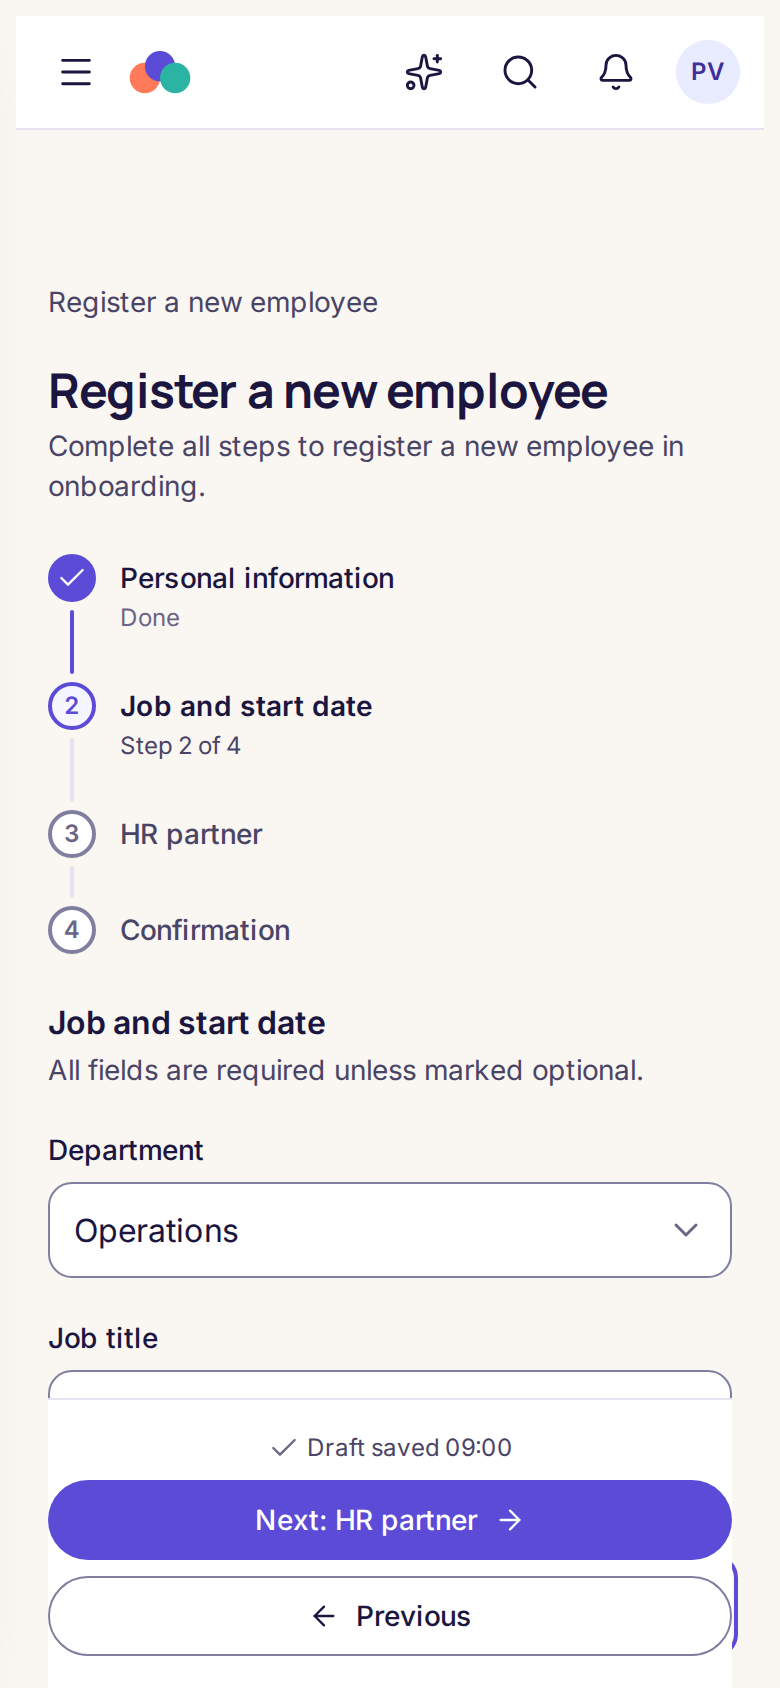 PV
Register a new employee
Register a new employee
Complete all steps to register a new employee in
onboarding.
Personal information
Done
2
Job and start date
Step 2 of 4
3
HR partner
4
Confirmation
Job and start date
All fields are required unless marked optional.
Department
Operations
Job title
Draft saved 09:00
Next: HR partner
Previous